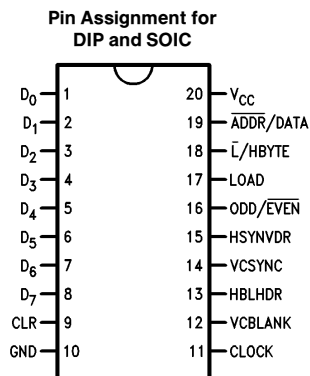 Pin Assignment for
DIP and SOIC
D0 1 20 VCC
D1 2 19 A̅D̅D̅R̅/DATA
D2 3 18 L̅/HBYTE
D3 4 17 LOAD
D4 5 16 ODD/E̅V̅E̅N̅
D5 6 15 HSYNVDR
D6 7 14 VCSYNC
D7 8 13 HBLHDR
CLR 9 12 VCBLANK
GND 10 11 CLOCK